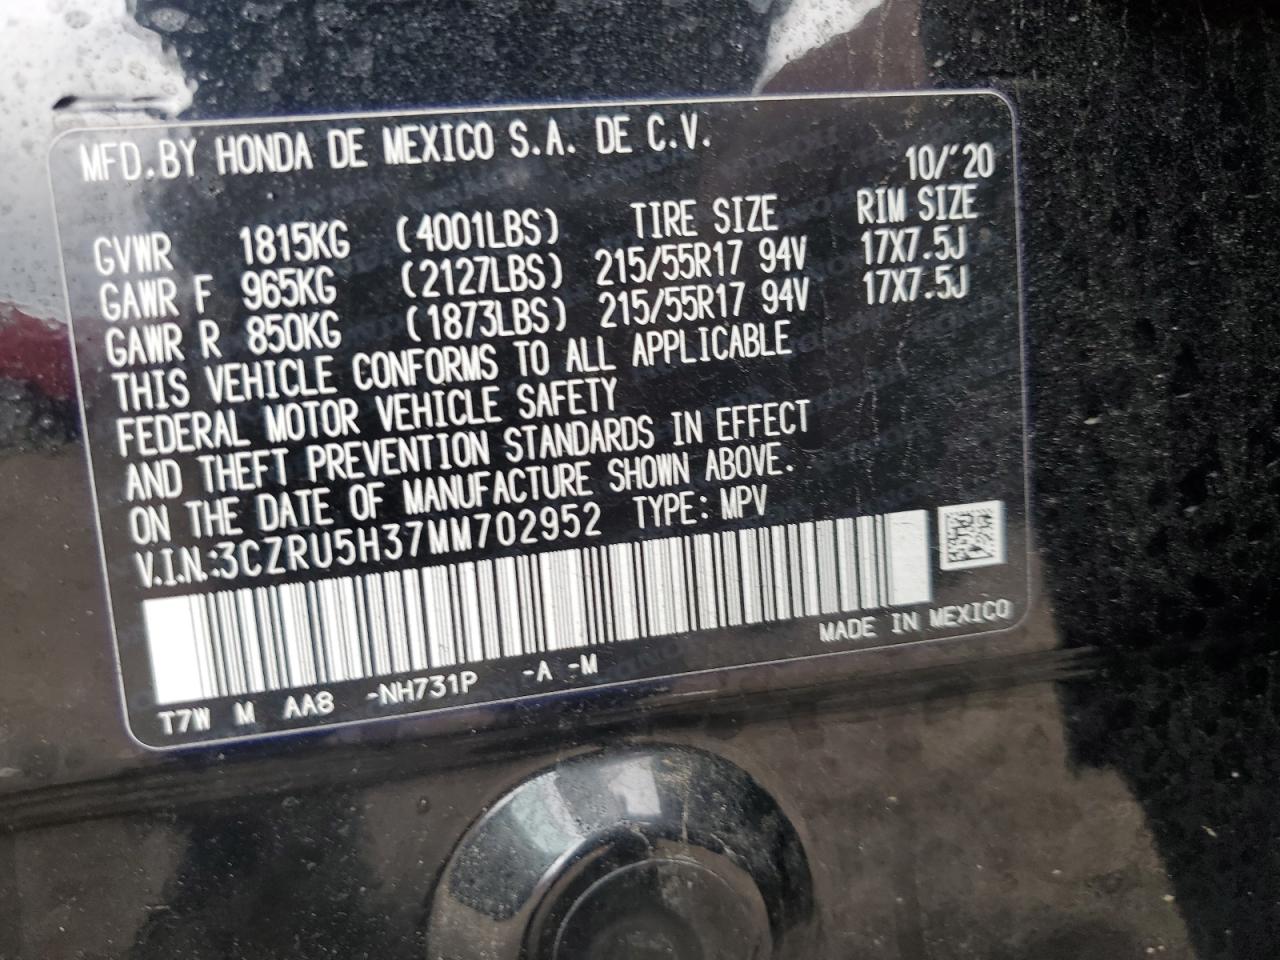 MFD.BY HONDA DE MEXICO S.A. DE C.V.
10/'20
GVWR 1815KG (4001LBS) TIRE SIZE RIM SIZE
GAWR F 965KG (2127LBS) 215/55R17 94V 17X7.5J
GAWR R 850KG (1873LBS) 215/55R17 94V 17X7.5J
THIS VEHICLE CONFORMS TO ALL APPLICABLE
FEDERAL MOTOR VEHICLE SAFETY
AND THEFT PREVENTION STANDARDS IN EFFECT
ON THE DATE OF MANUFACTURE SHOWN ABOVE.
V.I.N.:3CZRU5H37MM702952 TYPE: MPV
MADE IN MEXICO
T7W M AA8 -NH731P -A -M